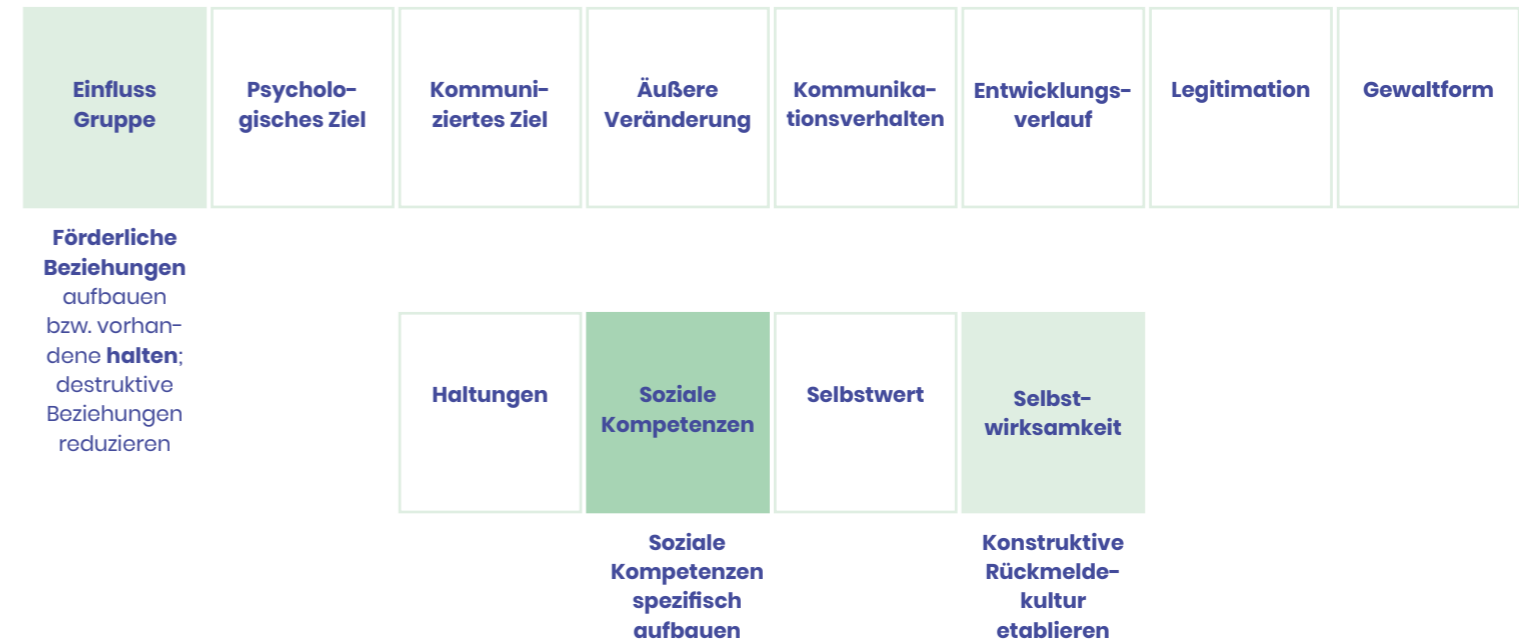 Einfluss
Gruppe
Psycholo-
gisches Ziel
Kommuni-
ziertes Ziel
Äußere
Veränderung
Kommunika-
tionsverhalten
Entwicklungs-
verlauf
Legitimation
Gewaltform
Förderliche
Beziehungen
aufbauen
bzw. vorhan-
dene halten;
destruktive
Beziehungen
reduzieren
Haltungen
Soziale
Kompetenzen
Selbstwert
Selbst-
wirksamkeit
Soziale
Kompetenzen
spezifisch
aufbauen
Konstruktive
Rückmelde-
kultur
etablieren